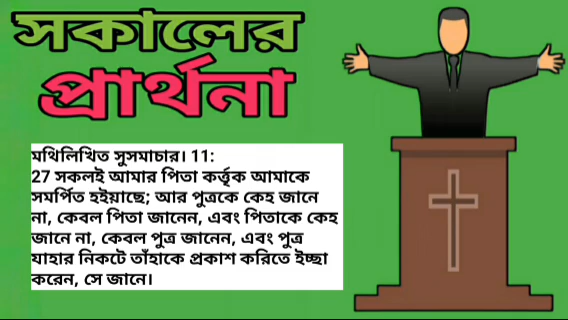 সকালের
প্রার্থনা
মথিলিখিত সুসমাচার। 11:
27 সকলই আমার পিতা কর্ত্তৃক আমাকে
সমর্পিত হইয়াছে; আর পুত্রকে কেহ জানে
না, কেবল পিতা জানেন, এবং পিতাকে কেহ
জানে না, কেবল পুত্র জানেন, এবং পুত্র
যাহার নিকটে তাঁহাকে প্রকাশ করিতে ইচ্ছা
করেন, সে জানে।